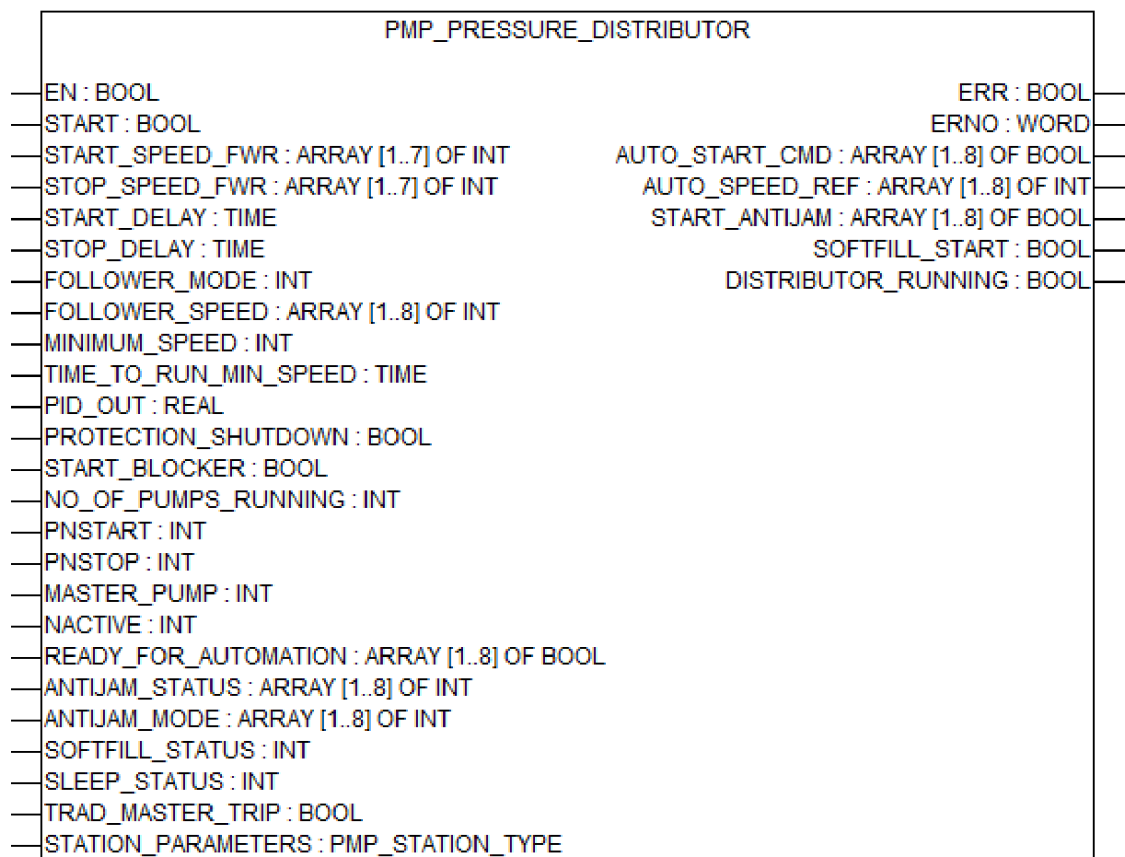 PMP_PRESSURE_DISTRIBUTOR
EN : BOOL
ERR : BOOL
START : BOOL
ERNO : WORD
START_SPEED_FWR : ARRAY [1..7] OF INT
AUTO_START_CMD : ARRAY [1..8] OF BOOL
STOP_SPEED_FWR : ARRAY [1..7] OF INT
AUTO_SPEED_REF : ARRAY [1..8] OF INT
START_DELAY : TIME
START_ANTIJAM : ARRAY [1..8] OF BOOL
STOP_DELAY : TIME
SOFTFILL_START : BOOL
FOLLOWER_MODE : INT
DISTRIBUTOR_RUNNING : BOOL
FOLLOWER_SPEED : ARRAY [1..8] OF INT
MINIMUM_SPEED : INT
TIME_TO_RUN_MIN_SPEED : TIME
PID_OUT : REAL
PROTECTION_SHUTDOWN : BOOL
START_BLOCKER : BOOL
NO_OF_PUMPS_RUNNING : INT
PNSTART : INT
PNSTOP : INT
MASTER_PUMP : INT
NACTIVE : INT
READY_FOR_AUTOMATION : ARRAY [1..8] OF BOOL
ANTIJAM_STATUS : ARRAY [1..8] OF INT
ANTIJAM_MODE : ARRAY [1..8] OF INT
SOFTFILL_STATUS : INT
SLEEP_STATUS : INT
TRAD_MASTER_TRIP : BOOL
STATION_PARAMETERS : PMP_STATION_TYPE